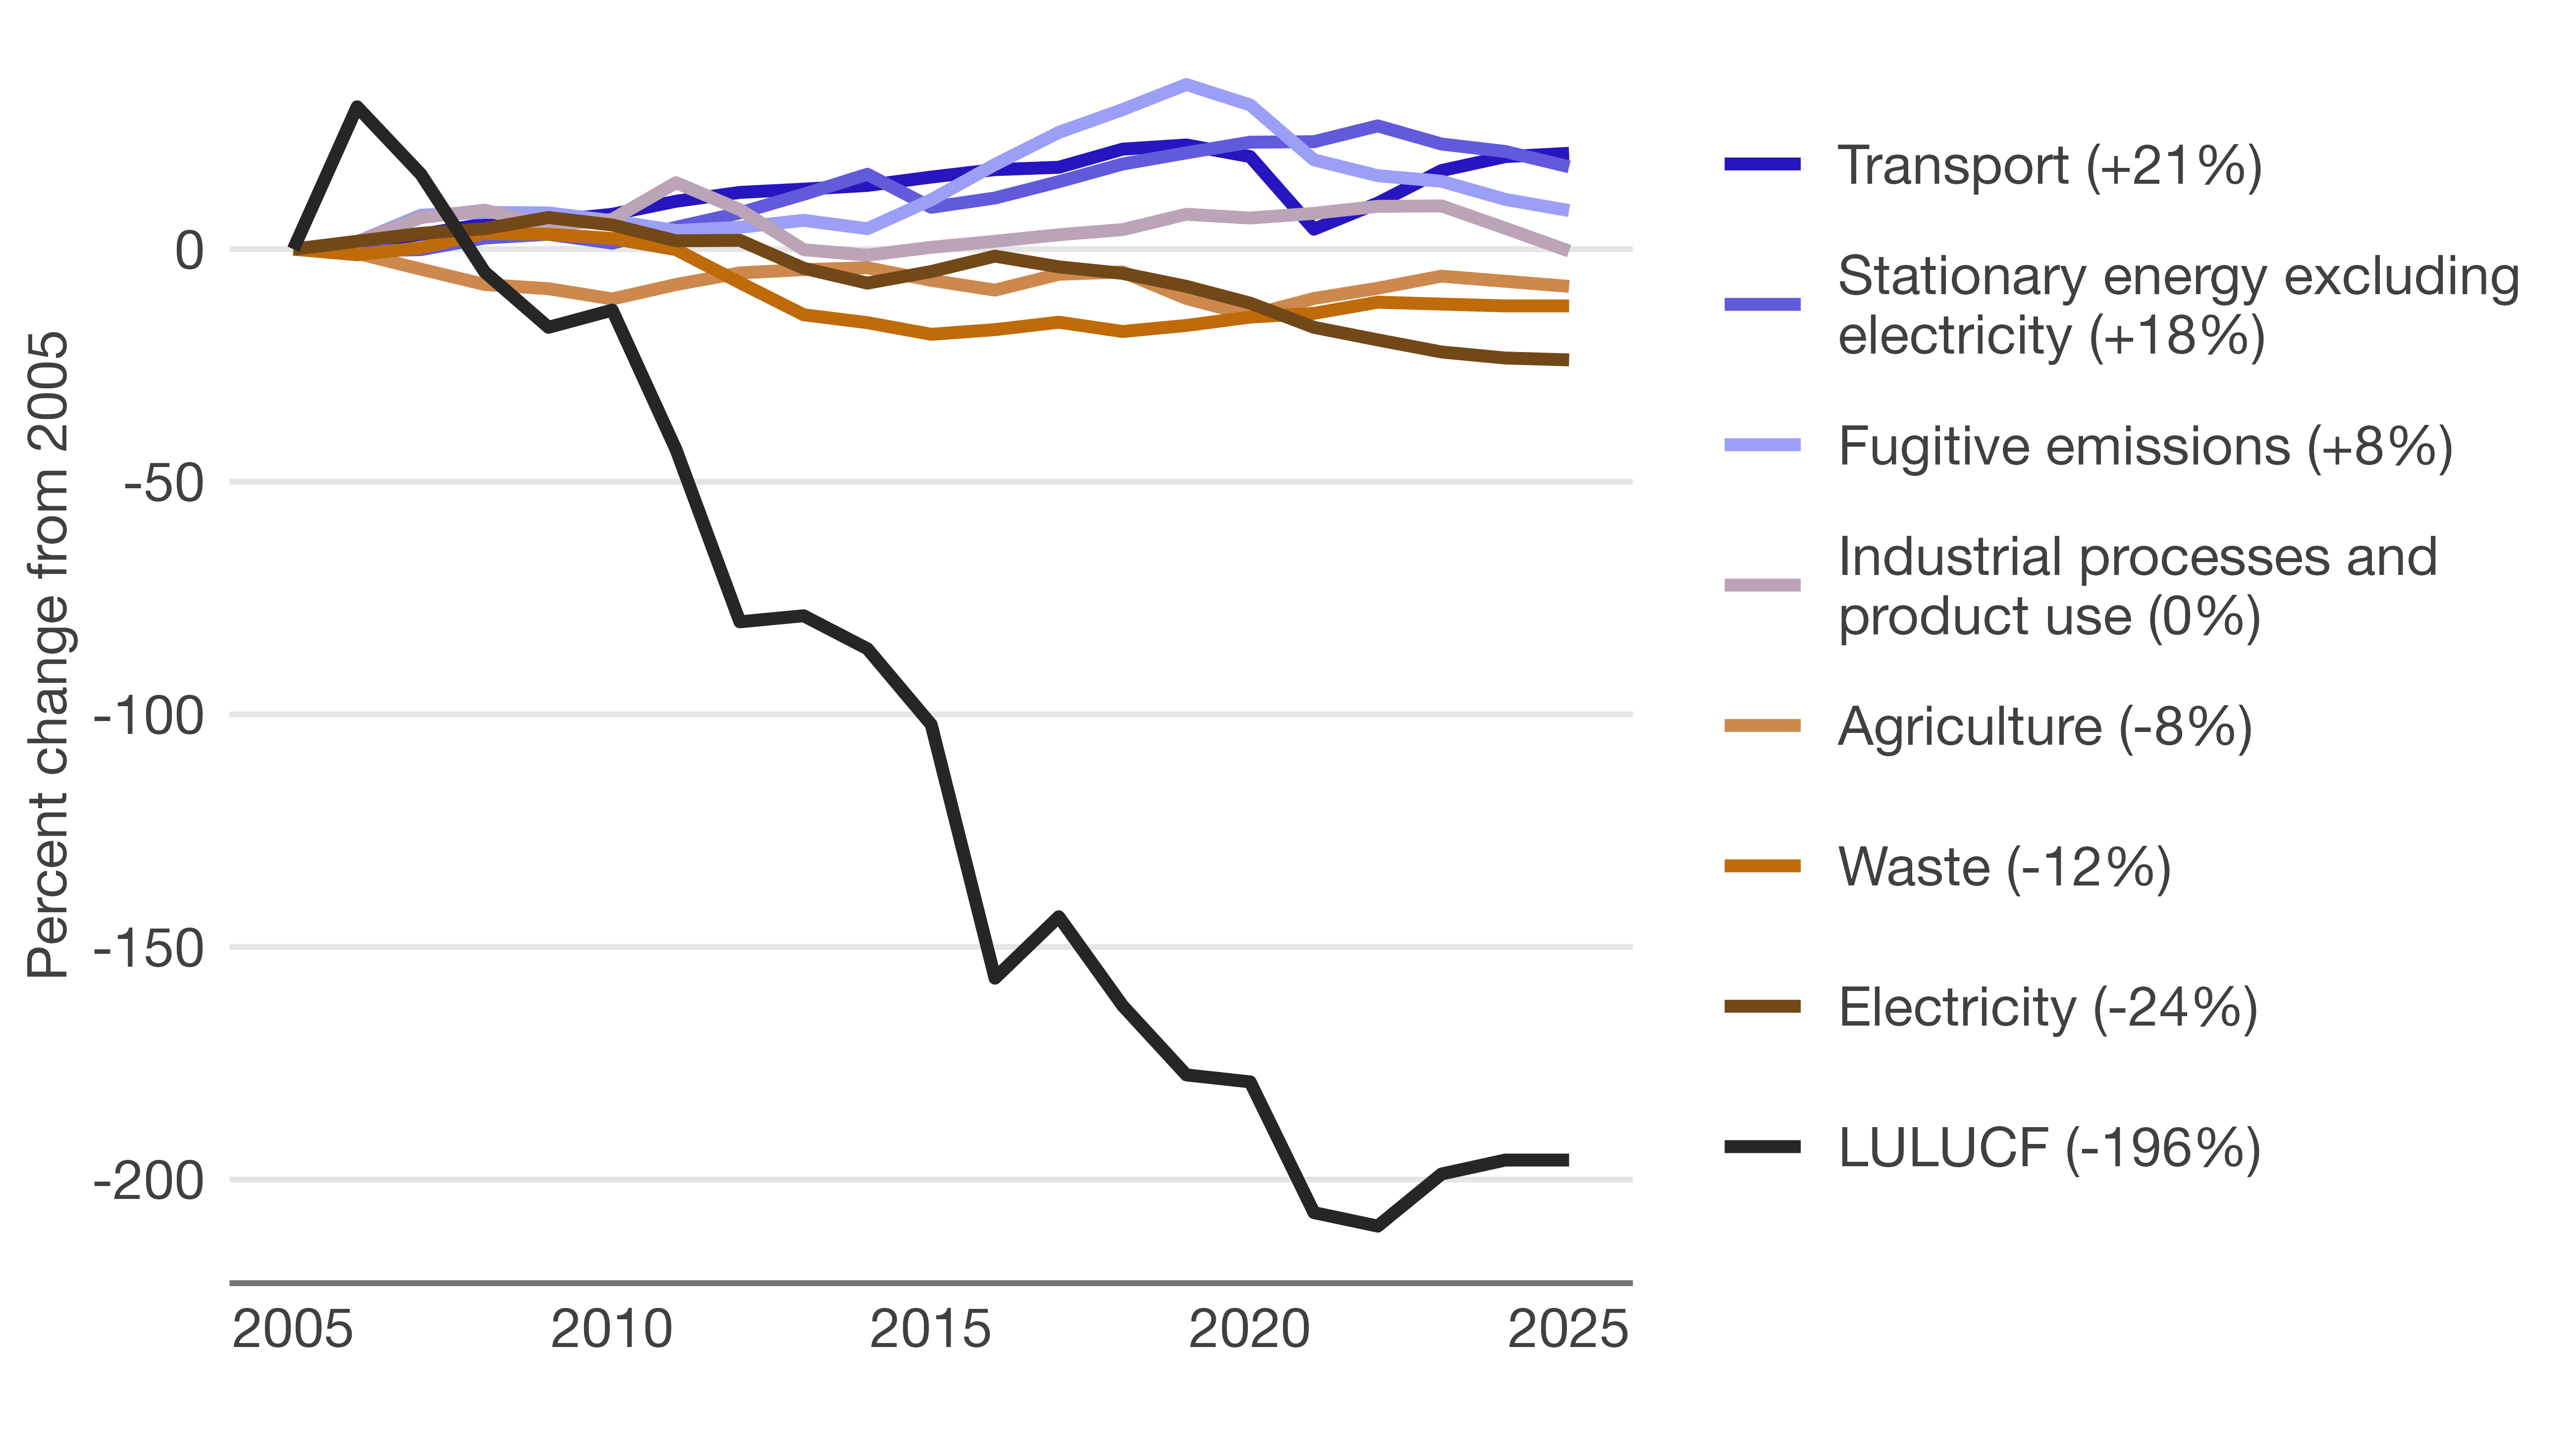 Percent change from 2005
0
-50
-100
-150
-200
2005
2010
2015
2020
2025
Transport (+21%)
Stationary energy excluding
electricity (+18%)
Fugitive emissions (+8%)
Industrial processes and
product use (0%)
Agriculture (-8%)
Waste (-12%)
Electricity (-24%)
LULUCF (-196%)